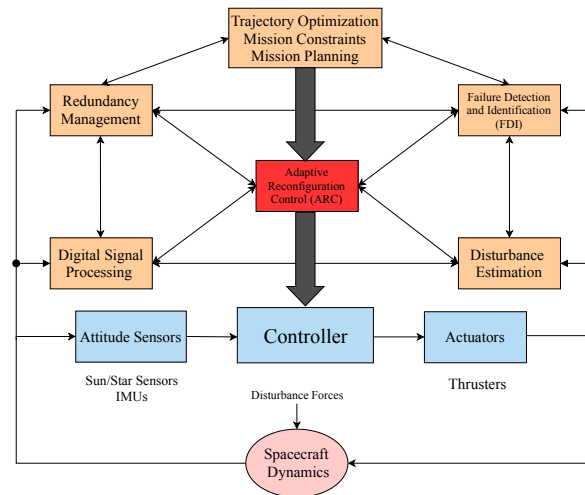 Trajectory Optimization
Mission Constraints
Mission Planning
Redundancy
Management
Failure Detection
and Identification
(FDI)
Adaptive
Reconfiguration
Control (ARC)
Digital Signal
Processing
Disturbance
Estimation
Attitude Sensors
Controller
Actuators
Sun/Star Sensors
IMUs
Thrusters
Disturbance Forces
Spacecraft
Dynamics